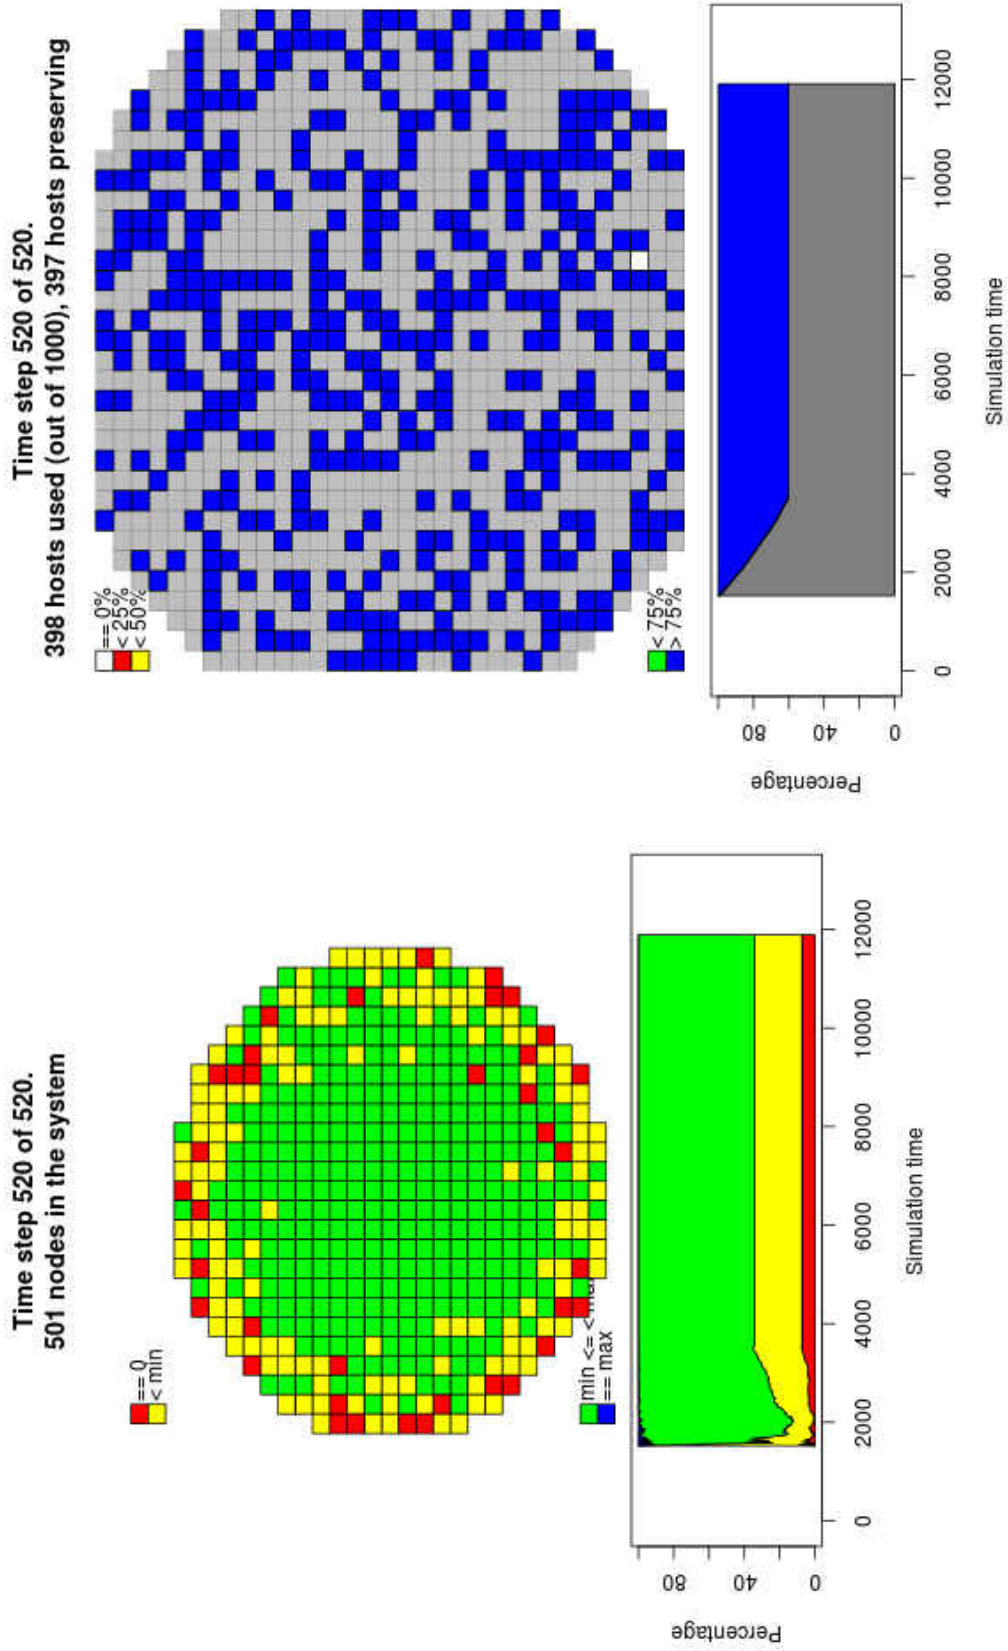 Time step 520 of 520.
501 nodes in the system
== 0
< min
min <= < ma
== max
80
40
0
Percentage
0
2000
4000
6000
8000
10000
12000
Simulation time
Time step 520 of 520.
398 hosts used (out of 1000), 397 hosts preserving
== 0%
< 25%
< 50%
< 75%
> 75%
80
40
0
Percentage
0
2000
4000
6000
8000
10000
12000
Simulation time